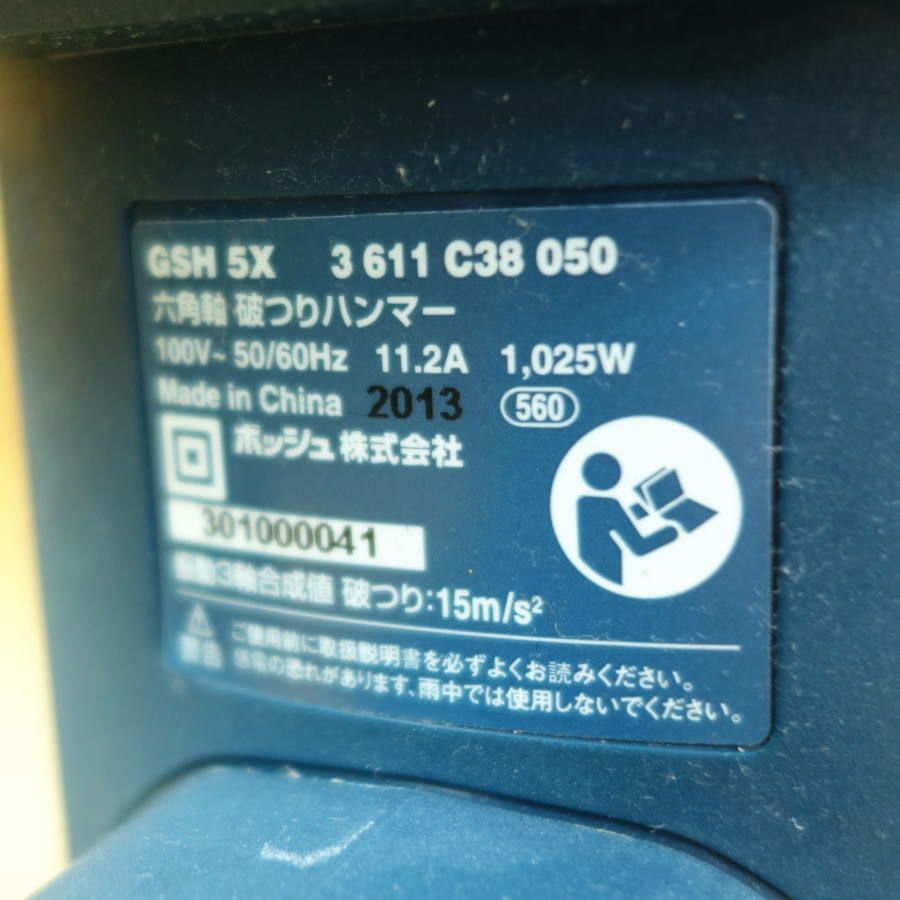 GSH 5X 3 611 C38 050
六角軸 破つりハンマー
100V~ 50/60Hz 11.2A 1,025W
Made in China 2013 560
ボッシュ株式会社
301000041
振動3軸合成値 破つり:15m/s²
警告 ご使用前に取扱説明書を必ずよくお読みください。
感電の恐れがあります、雨中では使用しないでください。